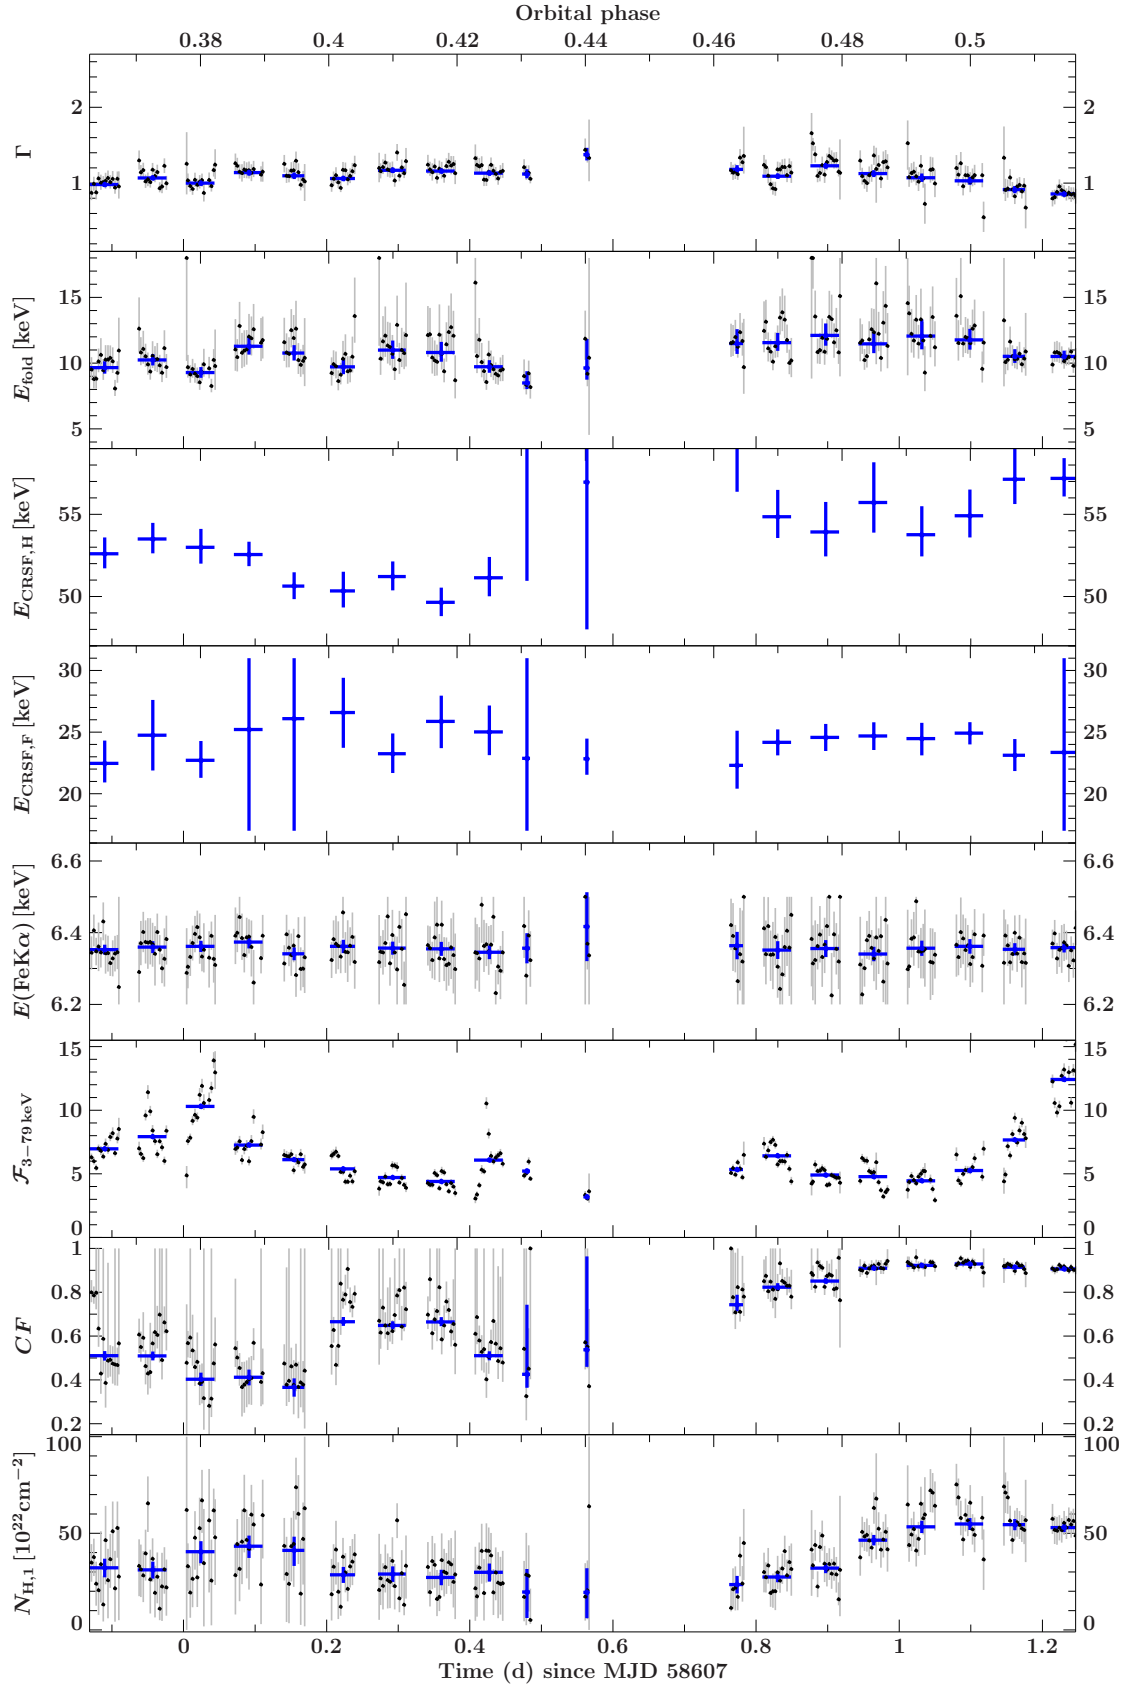 Orbital phase
0.38 0.4 0.42 0.44 0.46 0.48 0.5
Γ
2 2
1 1
E_fold [keV]
15 15
10 10
5 5
E_CRSF,H [keV]
55 55
50 50
E_CRSF,F [keV]
30 30
25 25
20 20
E(FeKα) [keV]
6.6 6.6
6.4 6.4
6.2 6.2
ℱ_3−79 keV
15 15
10 10
5 5
0 0
CF
1 1
0.8 0.8
0.6 0.6
0.4 0.4
0.2 0.2
N_H,1 [10²²cm⁻²]
100 100
50 50
0 0
0 0.2 0.4 0.6 0.8 1 1.2
Time (d) since MJD 58607